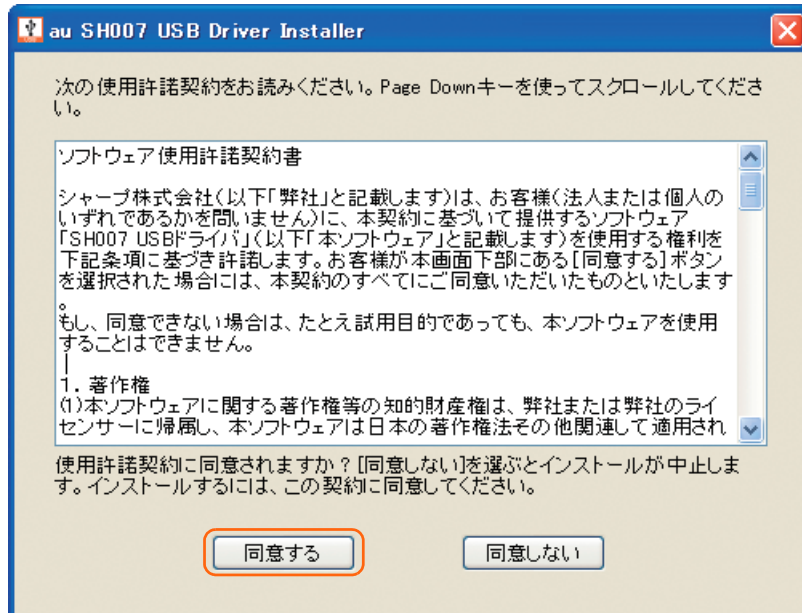 au SH007 USB Driver Installer
次の使用許諾契約をお読みください。Page Downキーを使ってスクロールしてくださ
い。
ソフトウェア使用許諾契約書
シャープ株式会社(以下「弊社」と記載します)は、お客様(法人または個人の
いずれであるかを問いません)に、本契約に基づいて提供するソフトウェア
「SH007 USBドライバ」(以下「本ソフトウェア」と記載します)を使用する権利を
下記条項に基づき許諾します。お客様が本画面下部にある[同意する]ボタン
を選択された場合には、本契約のすべてにご同意いただいたものといたします
。
もし、同意できない場合は、たとえ試用目的であっても、本ソフトウェアを使用
することはできません。
1. 著作権
(1)本ソフトウェアに関する著作権等の知的財産権は、弊社または弊社のライ
センサーに帰属し、本ソフトウェアは日本の著作権法その他関連して適用され
使用許諾契約に同意されますか?[同意しない]を選ぶとインストールが中止しま
す。インストールするには、この契約に同意してください。
同意する
同意しない